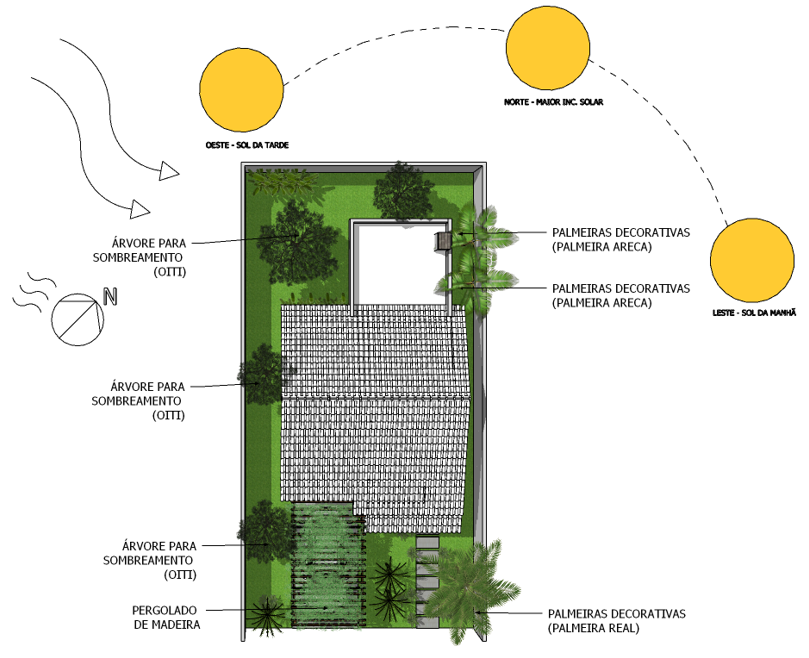 NORTE - MAIOR INC. SOLAR
OESTE - SOL DA TARDE
ÁRVORE PARA
SOMBREAMENTO
(OITI)
PALMEIRAS DECORATIVAS
(PALMEIRA ARECA)
PALMEIRAS DECORATIVAS
(PALMEIRA ARECA)
N
LESTE - SOL DA MANHÃ
ÁRVORE PARA
SOMBREAMENTO
(OITI)
ÁRVORE PARA
SOMBREAMENTO
(OITI)
PERGOLADO
DE MADEIRA
PALMEIRAS DECORATIVAS
(PALMEIRA REAL)